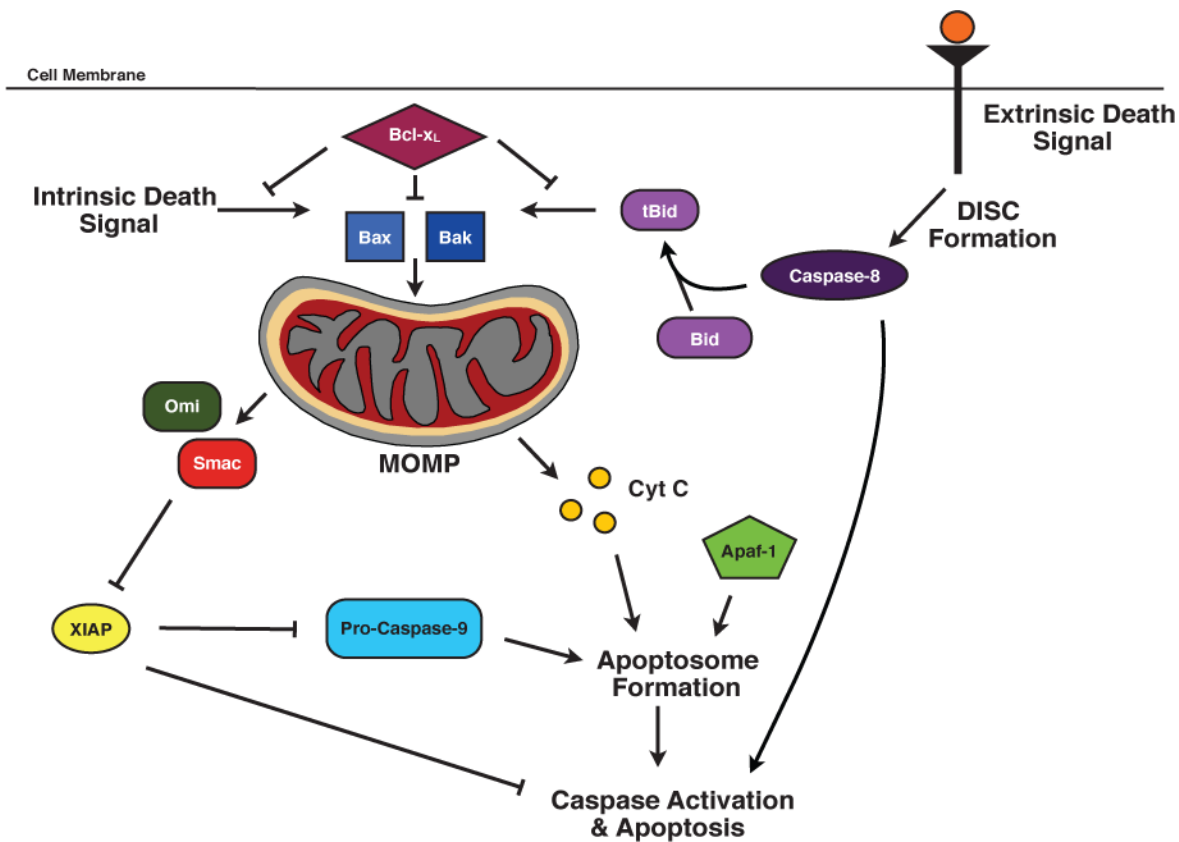 Cell Membrane
Extrinsic Death
Signal
Bcl-xL
Intrinsic Death
Signal
Bax
Bak
tBid
DISC
Formation
Caspase-8
Bid
Omi
Smac
MOMP
Cyt C
Apaf-1
XIAP
Pro-Caspase-9
Apoptosome
Formation
Caspase Activation
& Apoptosis